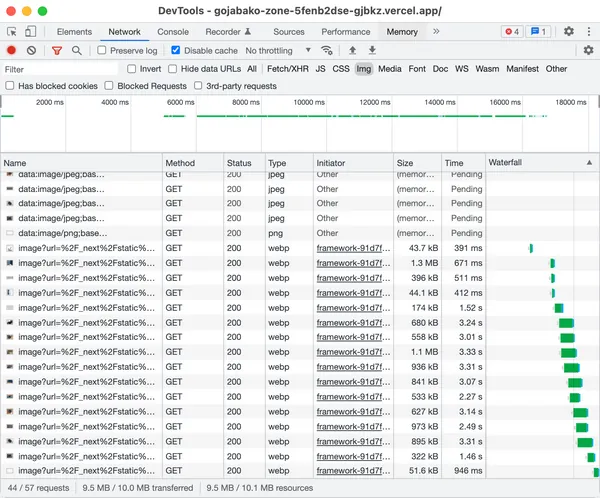 DevTools - gojabako-zone-5fenb2dse-gjbkz.vercel.app/
Elements Network Console Recorder Sources Performance Memory » 4 1
Preserve log Disable cache No throttling
Filter Invert Hide data URLs All Fetch/XHR JS CSS Img Media Font Doc WS Wasm Manifest Other
Has blocked cookies Blocked Requests 3rd-party requests
2000 ms 4000 ms 6000 ms 8000 ms 10000 ms 12000 ms 14000 ms 16000 ms 18000 ms
Name Method Status Type Initiator Size Time Waterfall
data:image/jpeg;bas… GET 200 jpeg Other (memor… Pending
data:image/jpeg;bas… GET 200 jpeg Other (memor… Pending
data:image/jpeg;bas… GET 200 jpeg Other (memor… Pending
data:image/jpeg;bas… GET 200 jpeg Other (memor… Pending
data:image/png;base… GET 200 png Other (memor… Pending
image?url=%2F_next%2Fstatic%… GET 200 webp framework-91d7f… 43.7 kB 391 ms
image?url=%2F_next%2Fstatic%… GET 200 webp framework-91d7f… 1.3 MB 671 ms
image?url=%2F_next%2Fstatic%… GET 200 webp framework-91d7f… 396 kB 511 ms
image?url=%2F_next%2Fstatic%… GET 200 webp framework-91d7f… 44.1 kB 412 ms
image?url=%2F_next%2Fstatic%… GET 200 webp framework-91d7f… 174 kB 1.52 s
image?url=%2F_next%2Fstatic%… GET 200 webp framework-91d7f… 680 kB 3.24 s
image?url=%2F_next%2Fstatic%… GET 200 webp framework-91d7f… 558 kB 3.01 s
image?url=%2F_next%2Fstatic%… GET 200 webp framework-91d7f… 1.1 MB 3.33 s
image?url=%2F_next%2Fstatic%… GET 200 webp framework-91d7f… 936 kB 3.31 s
image?url=%2F_next%2Fstatic%… GET 200 webp framework-91d7f… 841 kB 3.07 s
image?url=%2F_next%2Fstatic%… GET 200 webp framework-91d7f… 533 kB 2.27 s
image?url=%2F_next%2Fstatic%… GET 200 webp framework-91d7f… 627 kB 3.14 s
image?url=%2F_next%2Fstatic%… GET 200 webp framework-91d7f… 973 kB 2.49 s
image?url=%2F_next%2Fstatic%… GET 200 webp framework-91d7f… 895 kB 3.31 s
image?url=%2F_next%2Fstatic%… GET 200 webp framework-91d7f… 322 kB 1.46 s
image?url=%2F_next%2Fstatic%… GET 200 webp framework-91d7f… 51.6 kB 946 ms
44 / 57 requests 9.5 MB / 10.0 MB transferred 9.5 MB / 10.1 MB resources